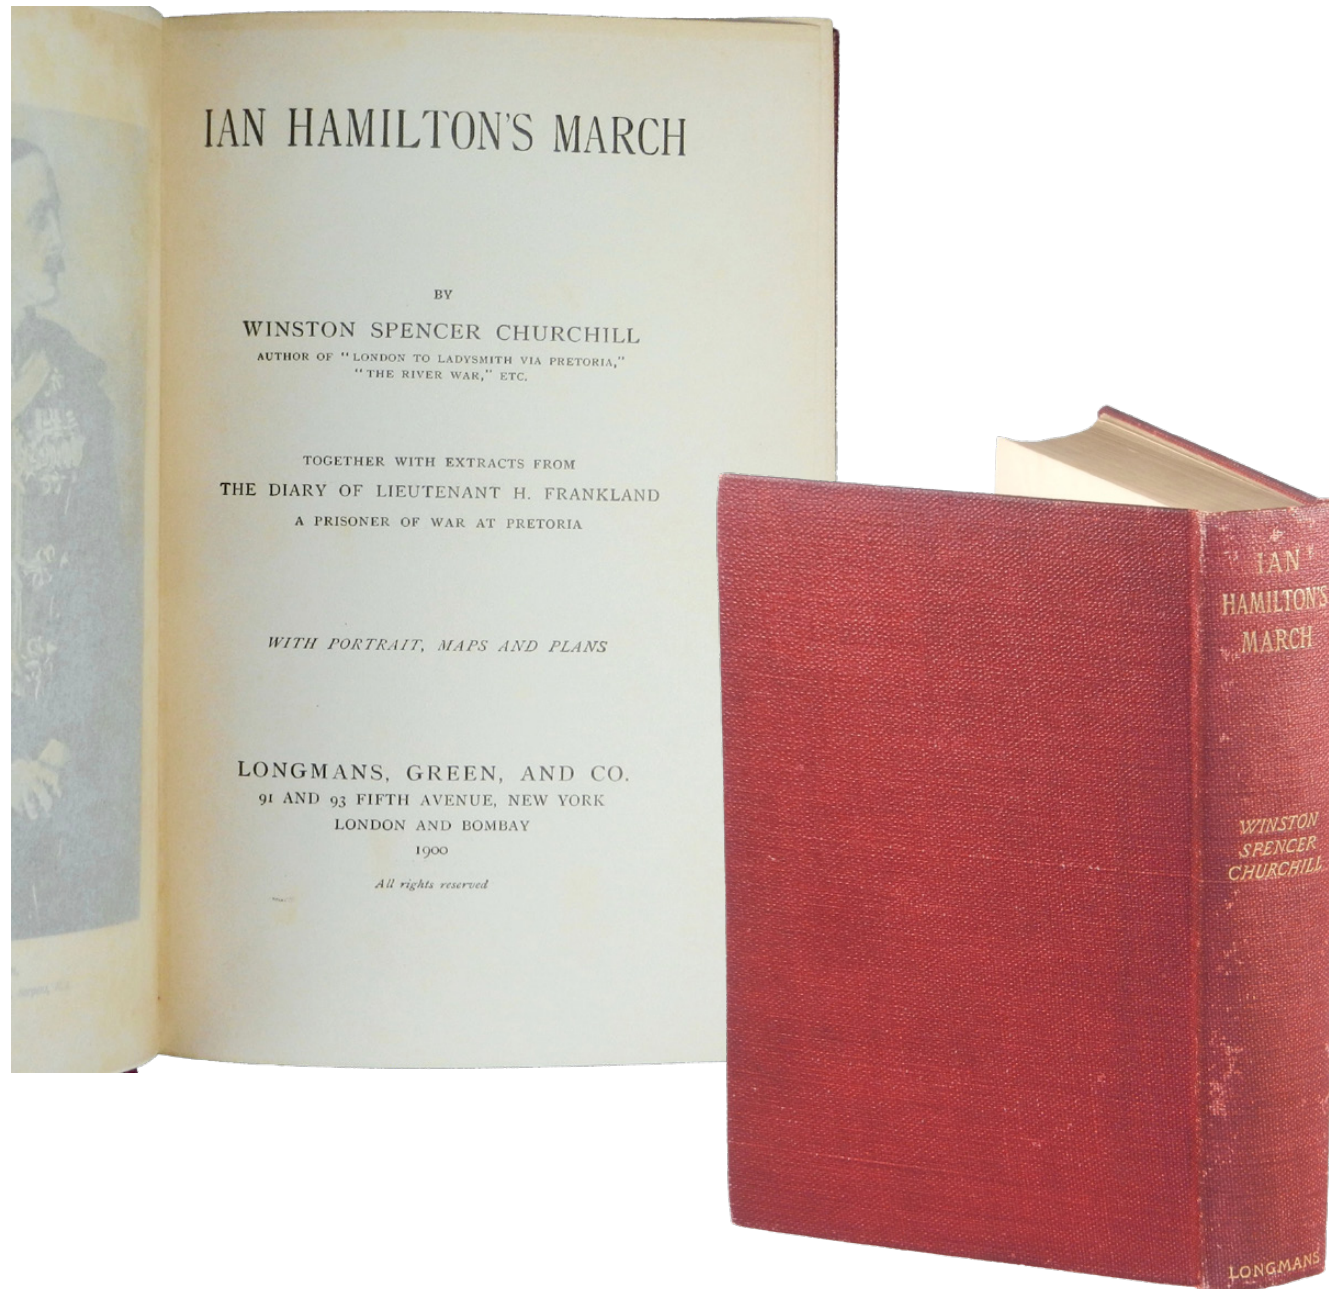 IAN HAMILTON'S MARCH
BY
WINSTON SPENCER CHURCHILL
AUTHOR OF "LONDON TO LADYSMITH VIA PRETORIA,"
"THE RIVER WAR," ETC.
TOGETHER WITH EXTRACTS FROM
THE DIARY OF LIEUTENANT H. FRANKLAND
A PRISONER OF WAR AT PRETORIA
WITH PORTRAIT, MAPS AND PLANS
LONGMANS, GREEN, AND CO.
91 AND 93 FIFTH AVENUE, NEW YORK
LONDON AND BOMBAY
1900
All rights reserved
IAN
HAMILTON'S
MARCH
WINSTON
SPENCER
CHURCHILL
LONGMANS